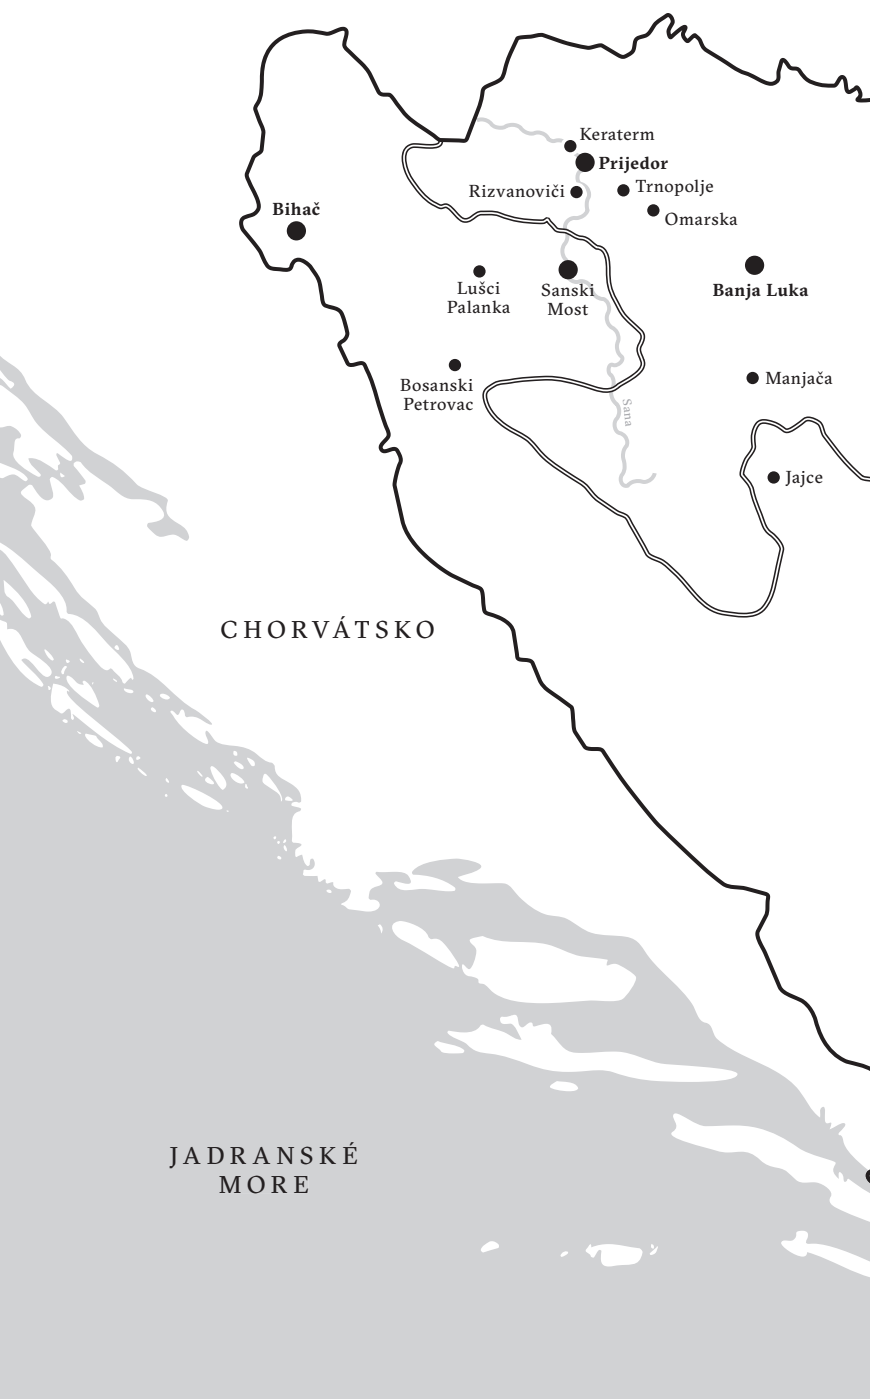 Keraterm
Prijedor
Rizvanoviči
Trnopolje
Omarska
Bihač
Lušci
Palanka
Sanski
Most
Banja Luka
Bosanski
Petrovac
Manjača
Sana
Jajce
CHORVÁTSKO
JADRANSKÉ
MORE